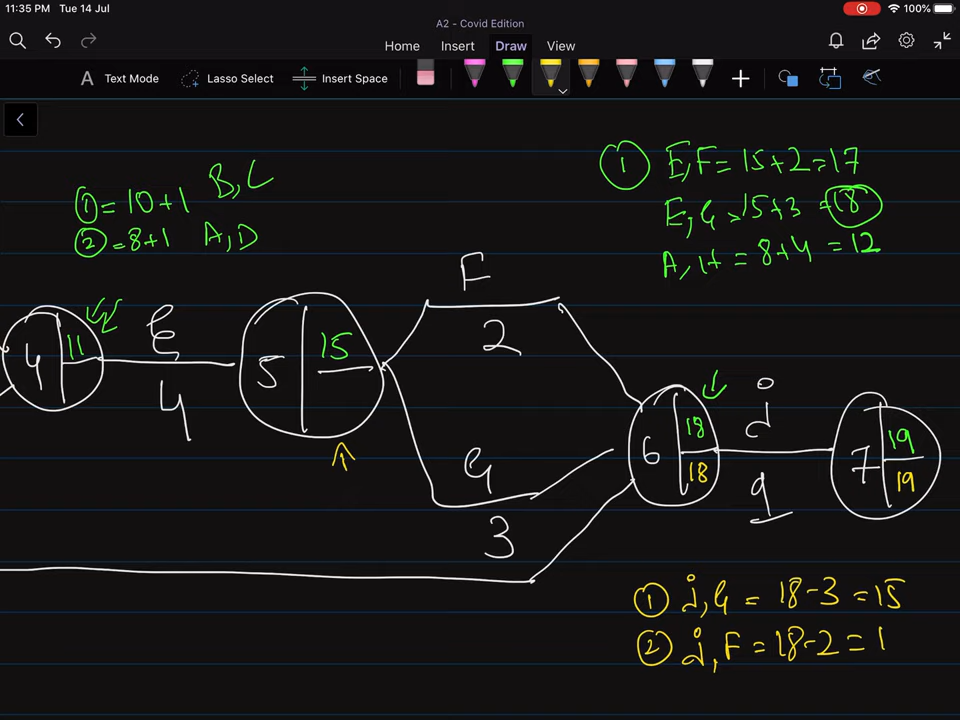 11:35 PM Tue 14 Jul
100%
A2 - Covid Edition
Home Insert Draw View
A Text Mode Lasso Select Insert Space
① = 10+1 B, C
② = 8+1 A, D
① E, F = 15+2 = 17
E, G = 15+3 = 18
A, H = 8+4 = 12
4 11
E
4
5 15
F
2
G
3
6 18 18
i
9
7 19 19
① i, G = 18-3 = 15
② i, F = 18-2 = 1